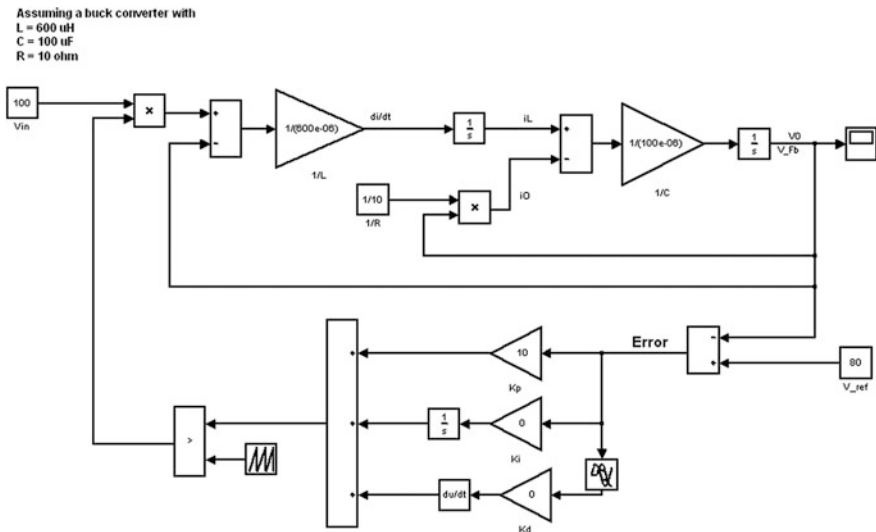 Assuming a buck converter with
L = 600 uH
C = 100 uF
R = 10 ohm
100
Vin
×
+
-
1/(600e-06)
1/L
di/dt
1
s
iL
+
-
1/(100e-06)
1/C
1
s
V0
V_Fb
1/10
1/R
×
iO
Error
-
+
80
V_ref
10
Kp
0
Ki
1
s
0
Kd
du/dt
+
+
+
>